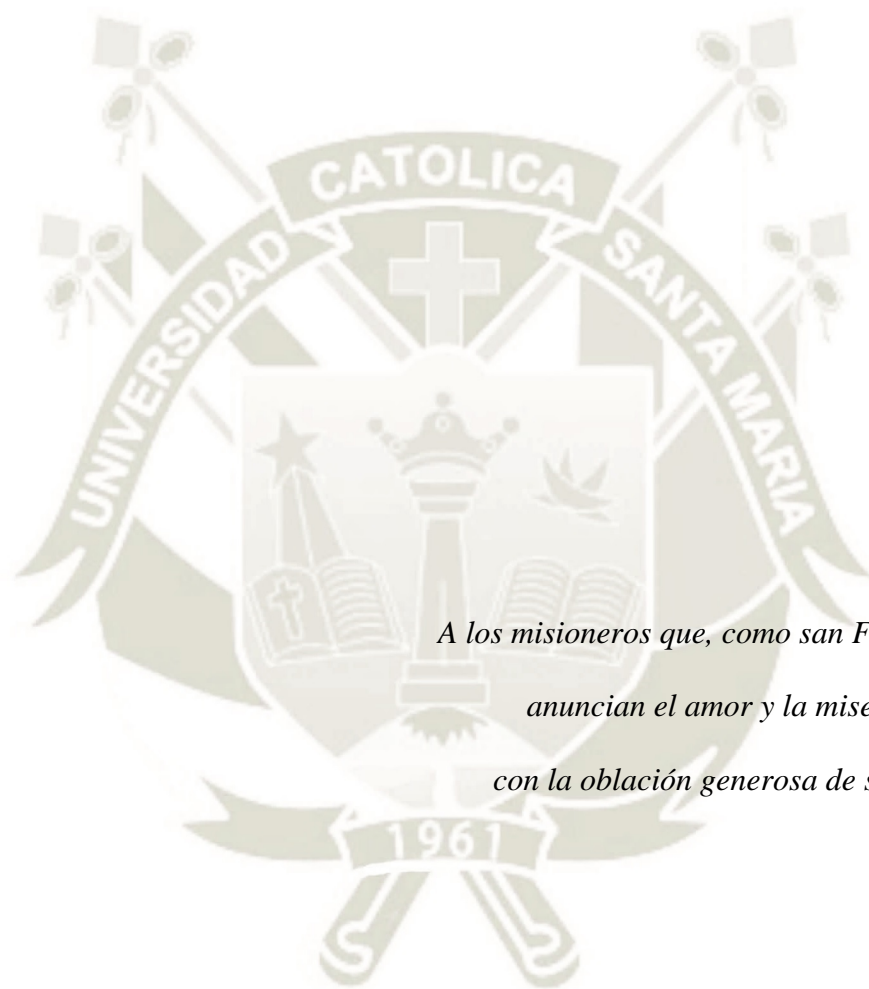 UNIVERSIDAD CATOLICA SANTA MARIA
A los misioneros que, como san F
anuncian el amor y la mise
con la oblación generosa de s
1961